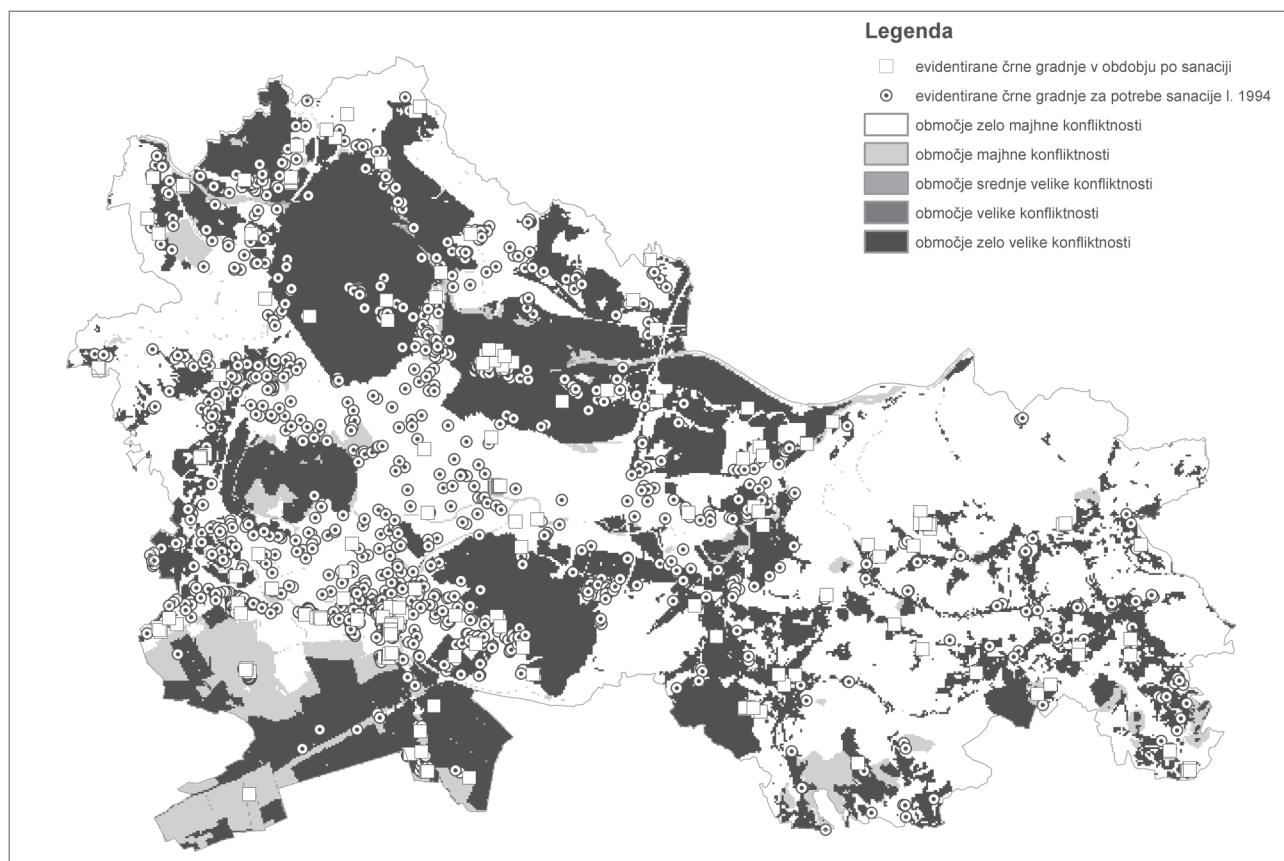 Legenda
evidentirane črne gradnje v obdobju po sanaciji
evidentirane črne gradnje za potrebe sanacije l. 1994
območje zelo majhne konfliktnosti
območje majhne konfliktnosti
območje srednje velike konfliktnosti
območje velike konfliktnosti
območje zelo velike konfliktnosti